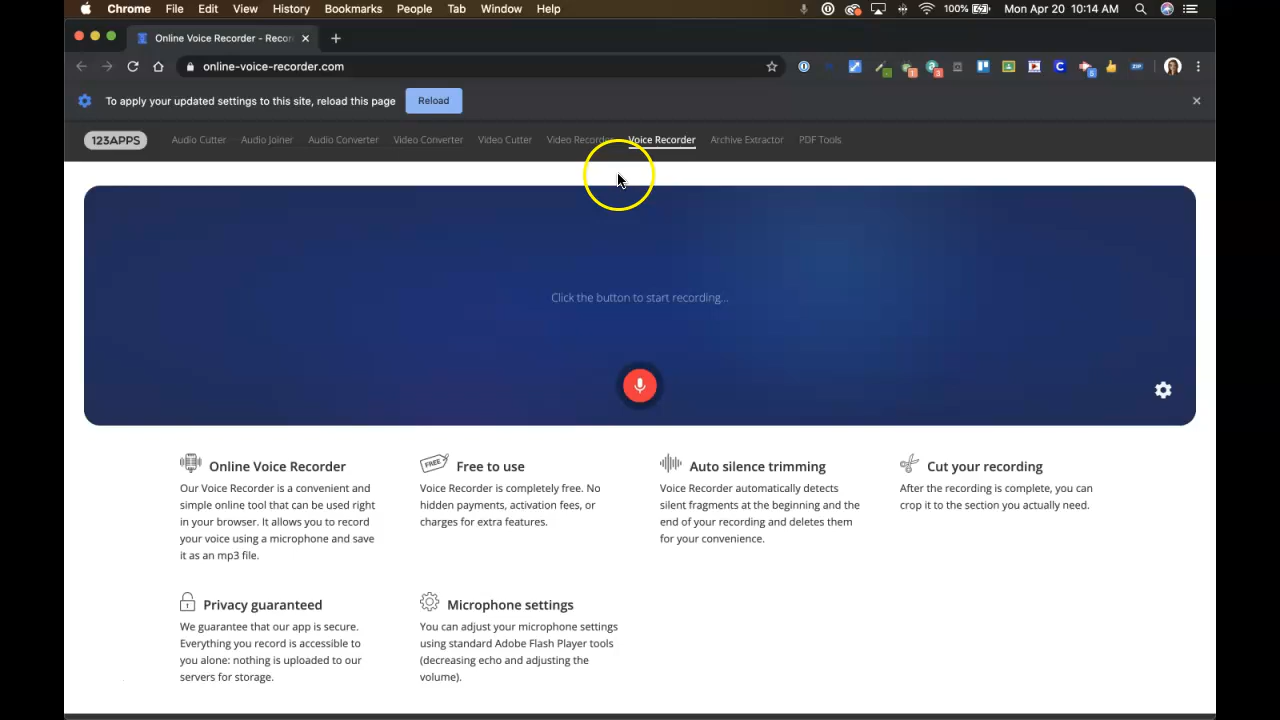 Chrome File Edit View History Bookmarks People Tab Window Help 100% Mon Apr 20 10:14 AM
Online Voice Recorder - Recor
online-voice-recorder.com
To apply your updated settings to this site, reload this page Reload
123APPS Audio Cutter Audio Joiner Audio Converter Video Converter Video Cutter Video Recorder Voice Recorder Archive Extractor PDF Tools
Click the button to start recording...
Online Voice Recorder
Our Voice Recorder is a convenient and
simple online tool that can be used right
in your browser. It allows you to record
your voice using a microphone and save
it as an mp3 file.
FREE Free to use
Voice Recorder is completely free. No
hidden payments, activation fees, or
charges for extra features.
Auto silence trimming
Voice Recorder automatically detects
silent fragments at the beginning and the
end of your recording and deletes them
for your convenience.
Cut your recording
After the recording is complete, you can
crop it to the section you actually need.
Privacy guaranteed
We guarantee that our app is secure.
Everything you record is accessible to
you alone: nothing is uploaded to our
servers for storage.
Microphone settings
You can adjust your microphone settings
using standard Adobe Flash Player tools
(decreasing echo and adjusting the
volume).